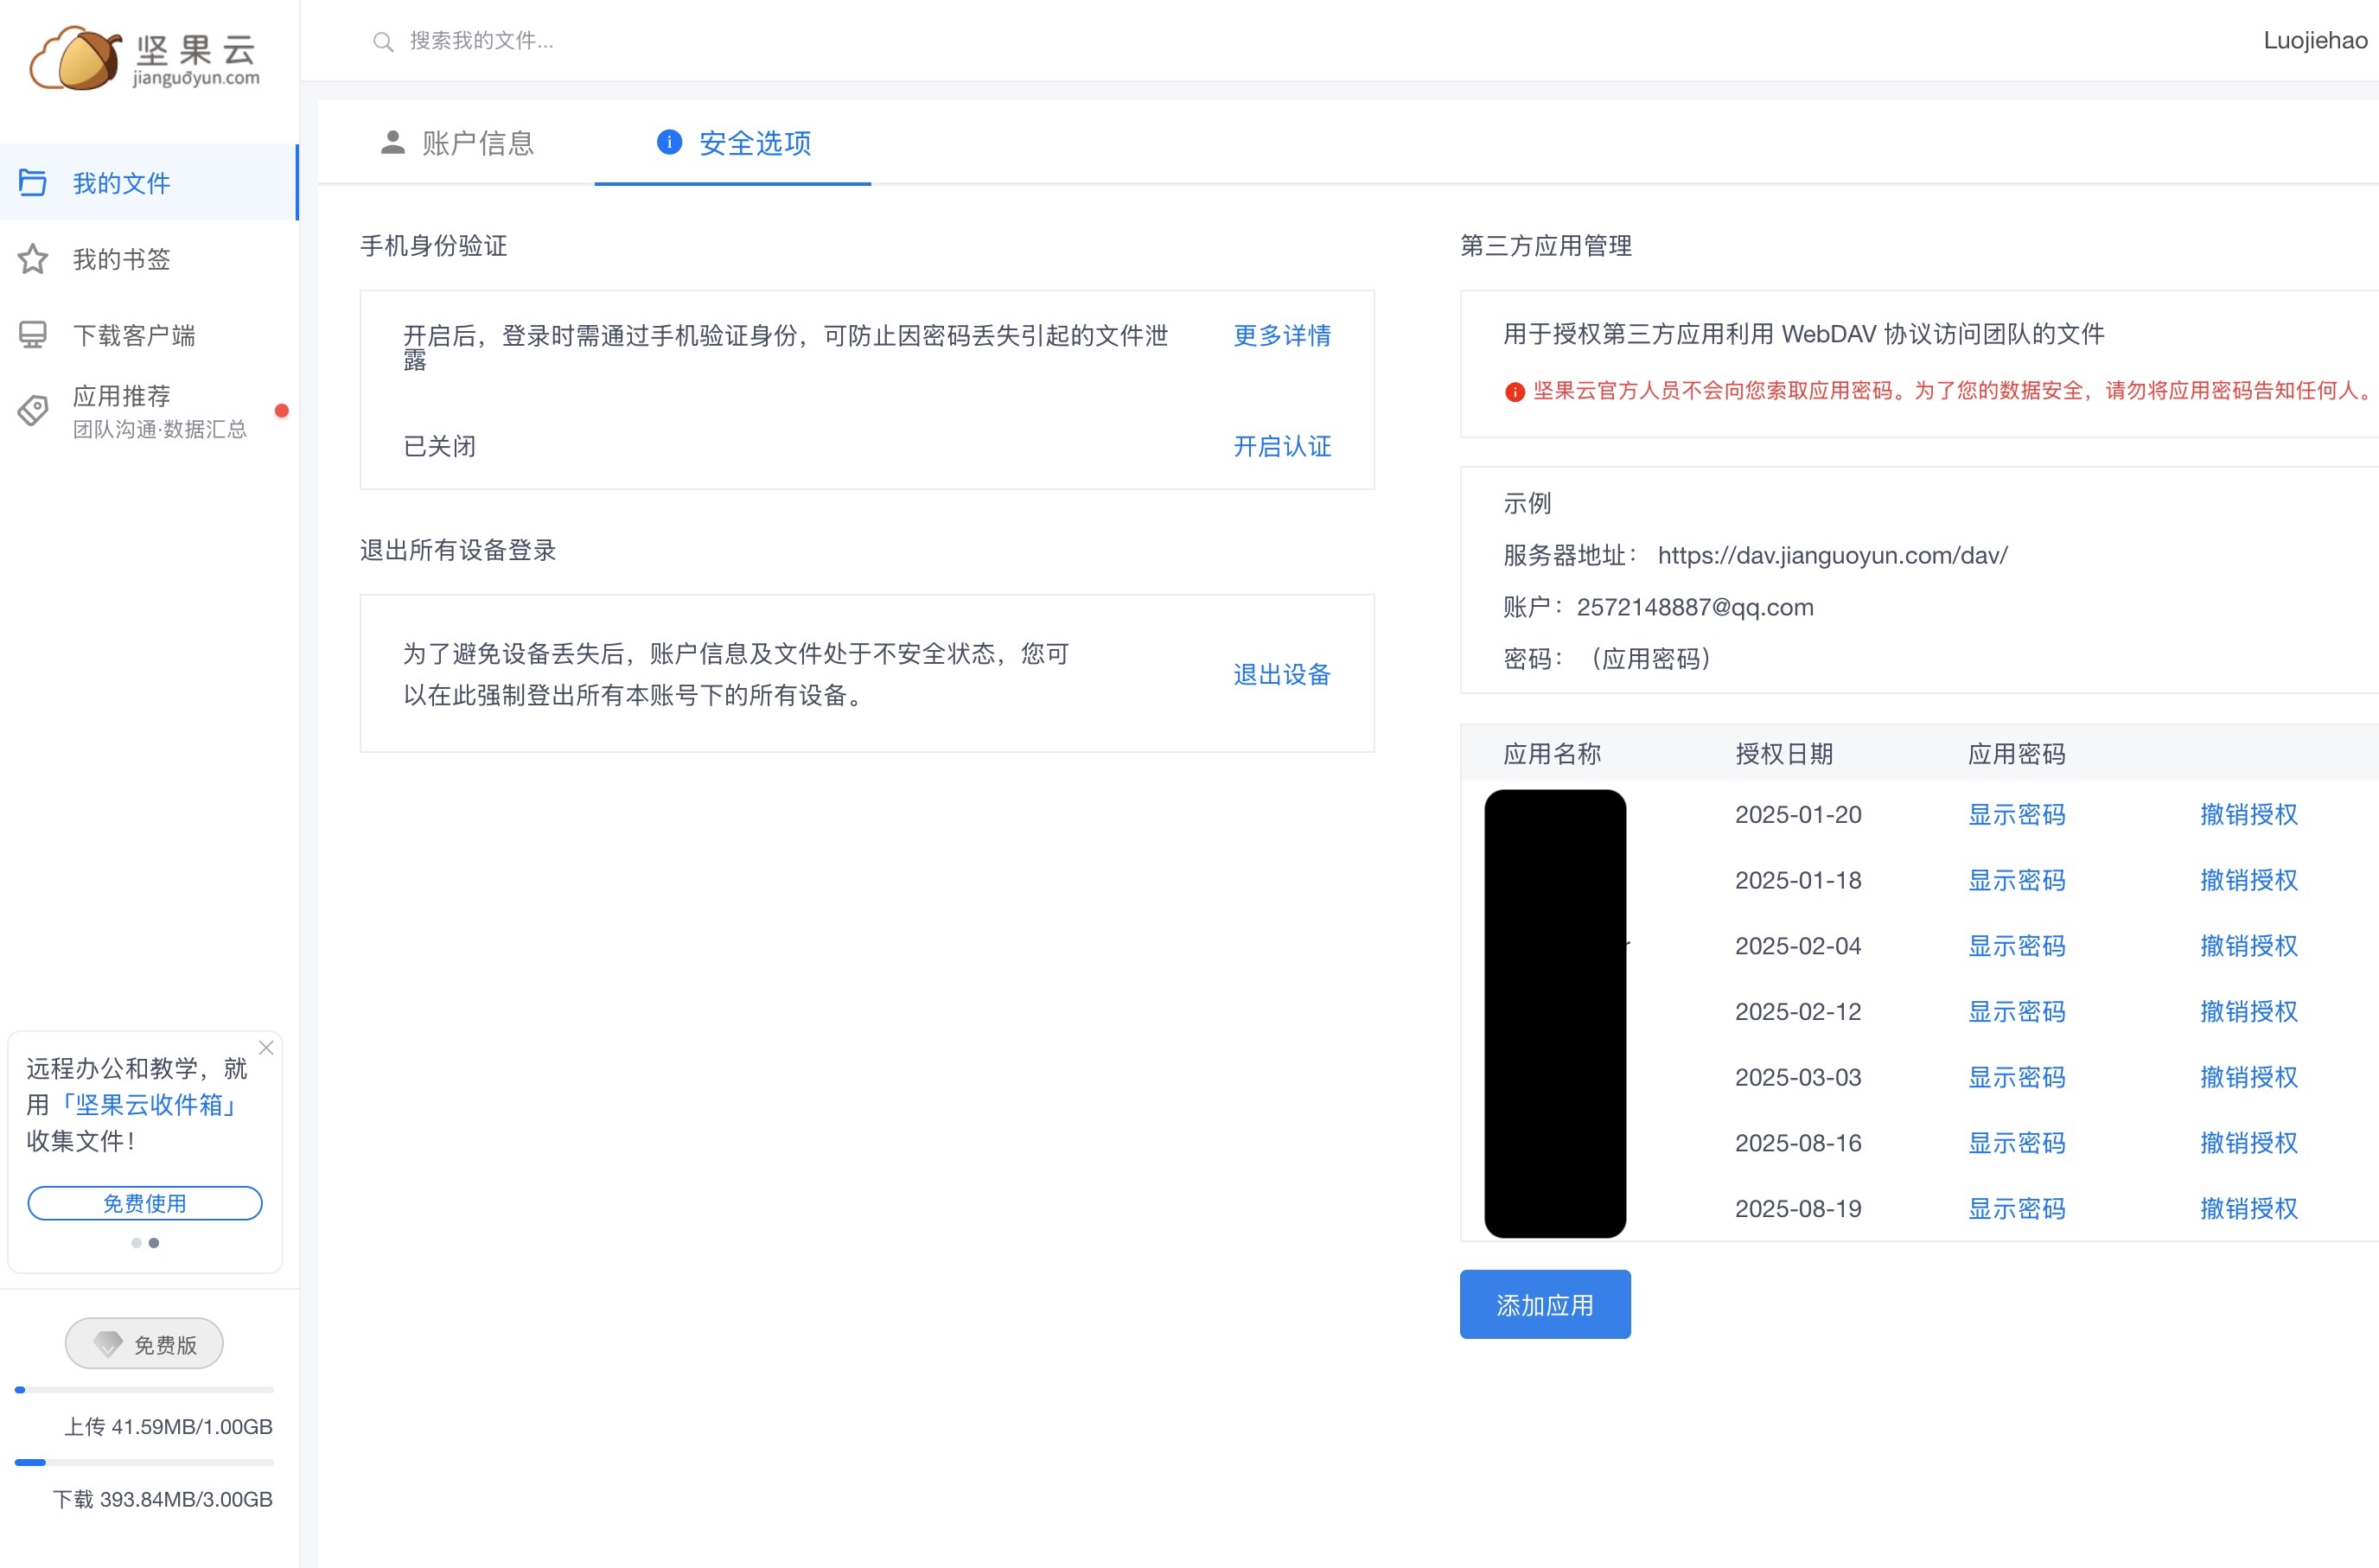 坚果云
jianguoyun.com
我的文件
我的书签
下载客户端
应用推荐
团队沟通·数据汇总
远程办公和教学，就
用「坚果云收件箱」
收集文件！
免费使用
免费版
上传 41.59MB/1.00GB
下载 393.84MB/3.00GB
搜索我的文件...
Luojiehao
账户信息
安全选项
手机身份验证
开启后，登录时需通过手机验证身份，可防止因密码丢失引起的文件泄
露
更多详情
已关闭
开启认证
退出所有设备登录
为了避免设备丢失后，账户信息及文件处于不安全状态，您可
以在此强制登出所有本账号下的所有设备。
退出设备
第三方应用管理
用于授权第三方应用利用 WebDAV 协议访问团队的文件
坚果云官方人员不会向您索取应用密码。为了您的数据安全，请勿将应用密码告知任何人。
示例
服务器地址： https://dav.jianguoyun.com/dav/
账户：2572148887@qq.com
密码：（应用密码）
应用名称 授权日期 应用密码
2025-01-20 显示密码 撤销授权
2025-01-18 显示密码 撤销授权
2025-02-04 显示密码 撤销授权
2025-02-12 显示密码 撤销授权
2025-03-03 显示密码 撤销授权
2025-08-16 显示密码 撤销授权
2025-08-19 显示密码 撤销授权
添加应用